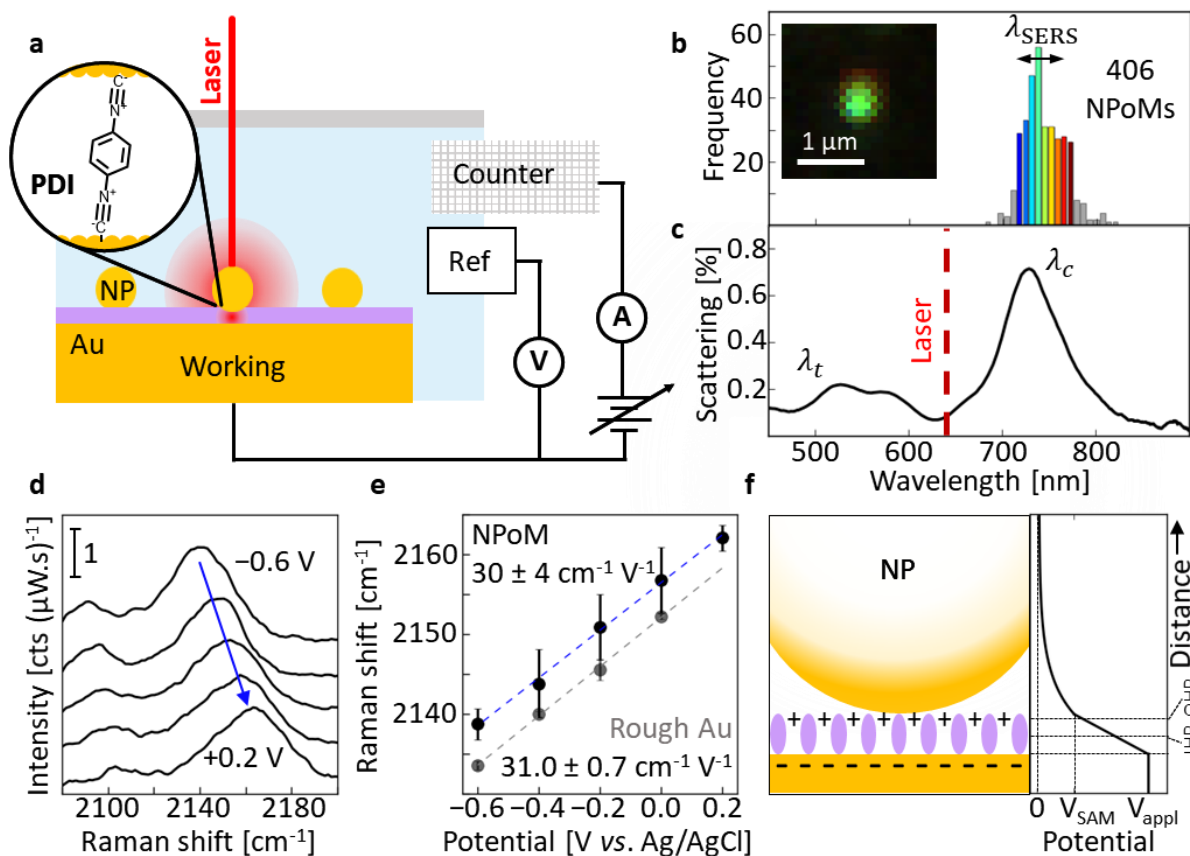 a
Laser
C-
N+
PDI
N+
-C
NP
Au
Working
Counter
Ref
V
A
b
Frequency
60
40
20
1 µm
λSERS
406
NPoMs
c
Scattering [%]
0.8
0.6
0.4
0.2
λt
Laser
λc
500 600 700 800
Wavelength [nm]
d
Intensity [cts (µW.s)-1]
1
−0.6 V
+0.2 V
2100 2140 2180
Raman shift [cm-1]
e
Raman shift [cm-1]
2160
2150
2140
NPoM
30 ± 4 cm-1 V-1
Rough Au
31.0 ± 0.7 cm-1 V-1
−0.6 −0.4 −0.2 0.0 0.2
Potential [V vs. Ag/AgCl]
f
NP
+ + + + + + + +
- - - - - - - - -
Distance
0 VSAM Vappl
Potential